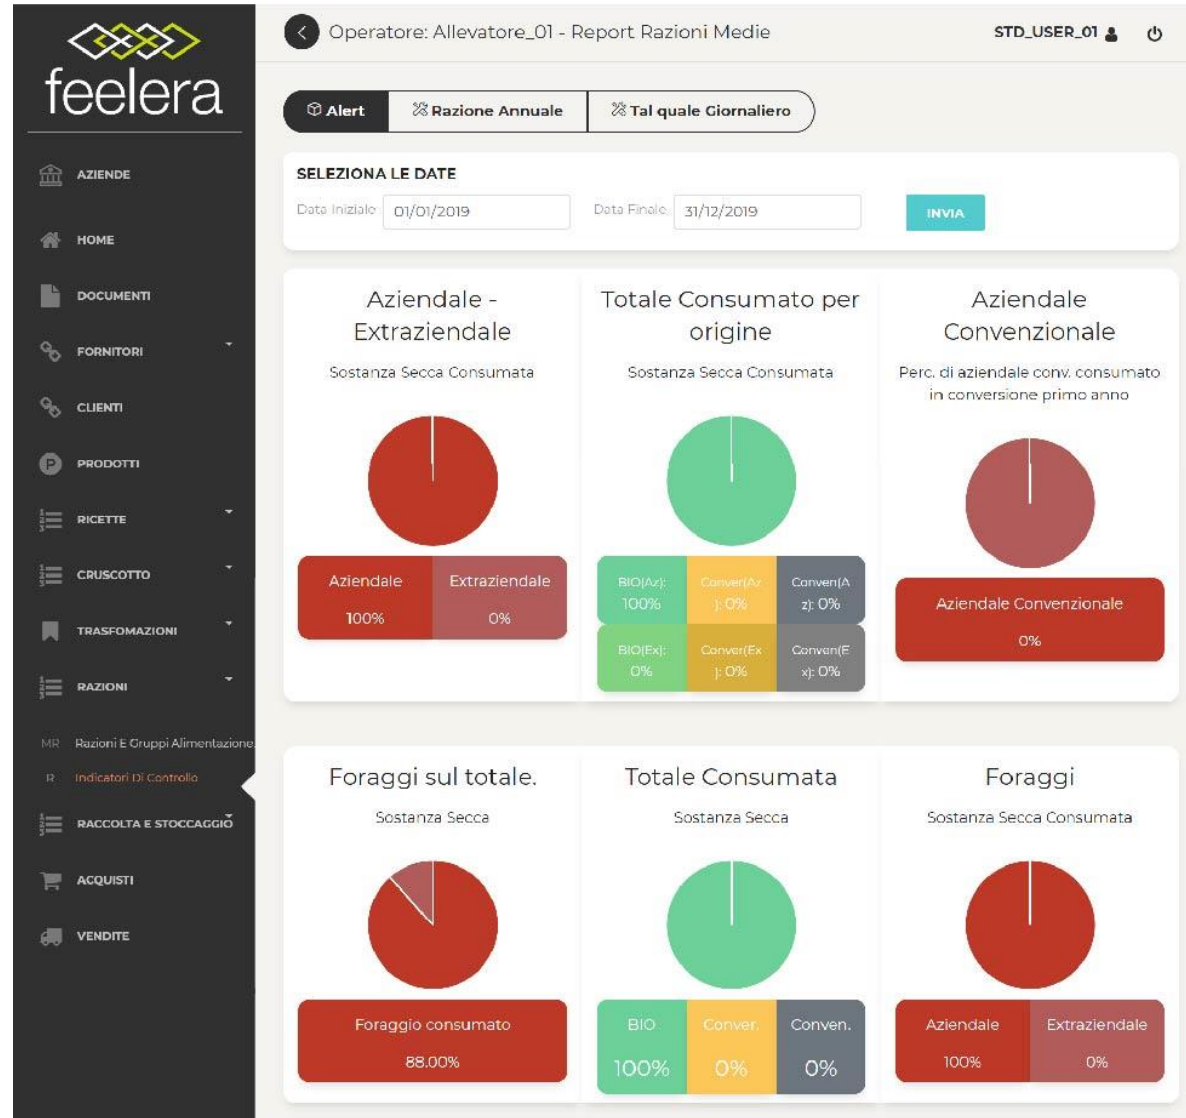 feelera
Operatore: Allevatore_01 - Report Razioni Medie
STD_USER_01
Alert
Razione Annuale
Tal quale Giornaliero
AZIENDE
HOME
DOCUMENTI
FORNITORI
CLIENTI
PRODOTTI
RICETTE
CRUSCOTTO
TRASFOMAZIONI
RAZIONI
MR Razioni E Gruppi Alimentazione.
R Indicatori Di Controllo
RACCOLTA E STOCCAGGIO
ACQUISTI
VENDITE
SELEZIONA LE DATE
Data Iniziale 01/01/2019
Data Finale 31/12/2019
INVIA
Aziendale -
Extraziendale
Sostanza Secca Consumata
Aziendale
100%
Extraziendale
0%
Totale Consumato per
origine
Sostanza Secca Consumata
BIO(Az):
100%
Conver(Az
): 0%
Conven(A
z): 0%
BIO(Ex):
0%
Conver(Ex
): 0%
Conven(E
x): 0%
Aziendale
Convenzionale
Perc. di aziendale conv. consumato
in conversione primo anno
Aziendale Convenzionale
0%
Foraggi sul totale.
Sostanza Secca
Foraggio consumato
88.00%
Totale Consumata
Sostanza Secca
BIO
100%
Conver.
0%
Conven.
0%
Foraggi
Sostanza Secca Consumata
Aziendale
100%
Extraziendale
0%